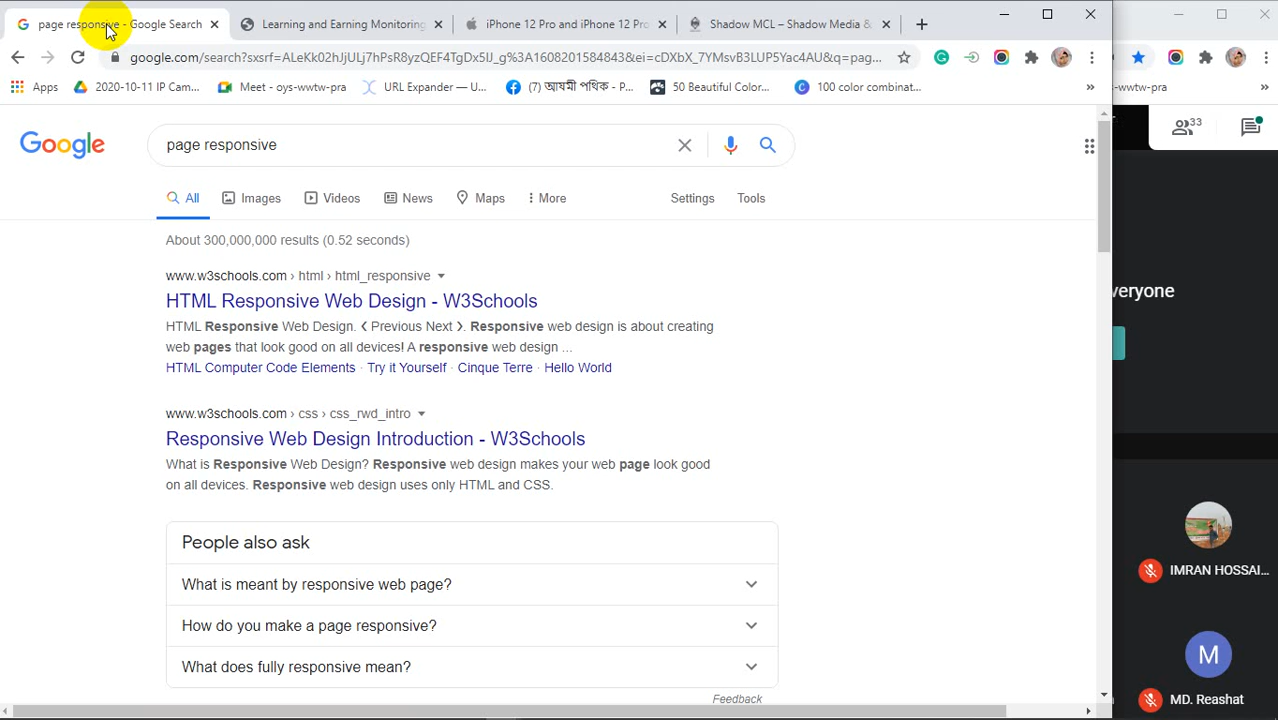 page responsive - Google Search
Learning and Earning Monitoring
iPhone 12 Pro and iPhone 12 Pro
Shadow MCL – Shadow Media &
google.com/search?sxsrf=ALeKk02hJjULj7hPsR8yzQEF4TgDx5IJ_g%3A1608201584843&ei=cDXbX_7YMsvB3LUP5Yac4AU&q=pag...
Apps
2020-10-11 IP Cam...
Meet - oys-wwtw-pra
URL Expander — U...
(7) আযমী পথিক - P...
50 Beautiful Color...
100 color combinat...
»
-wwtw-pra
»
Google
page responsive
33
All
Images
Videos
News
Maps
More
Settings
Tools
About 300,000,000 results (0.52 seconds)
www.w3schools.com › html › html_responsive
HTML Responsive Web Design - W3Schools
HTML Responsive Web Design. ❮ Previous Next ❯. Responsive web design is about creating
web pages that look good on all devices! A responsive web design ...
HTML Computer Code Elements · Try it Yourself · Cinque Terre · Hello World
veryone
www.w3schools.com › css › css_rwd_intro
Responsive Web Design Introduction - W3Schools
What is Responsive Web Design? Responsive web design makes your web page look good
on all devices. Responsive web design uses only HTML and CSS.
People also ask
What is meant by responsive web page?
How do you make a page responsive?
What does fully responsive mean?
Feedback
IMRAN HOSSAI...
M
MD. Reashat